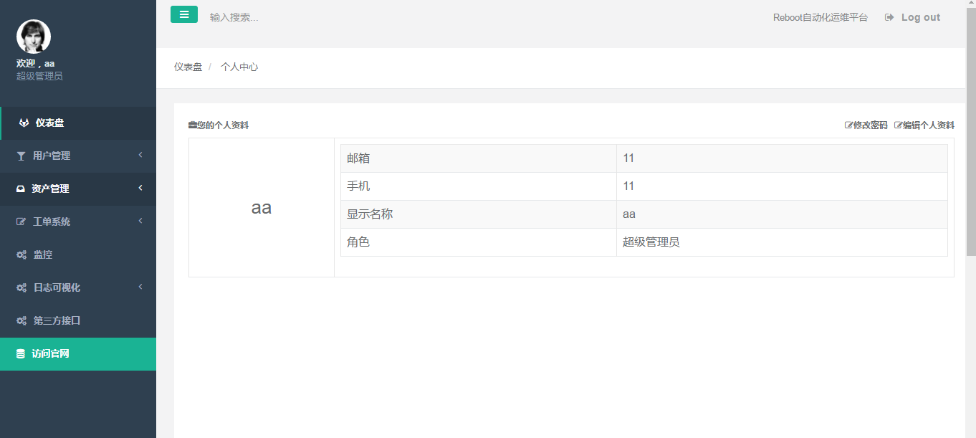 输入搜索...
Reboot自动化运维平台
Log out
欢迎，aa
超级管理员
仪表盘
用户管理
资产管理
工单系统
监控
日志可视化
第三方接口
访问官网
仪表盘 / 个人中心
您的个人资料
修改密码 编辑个人资料
aa
邮箱 11
手机 11
显示名称 aa
角色 超级管理员